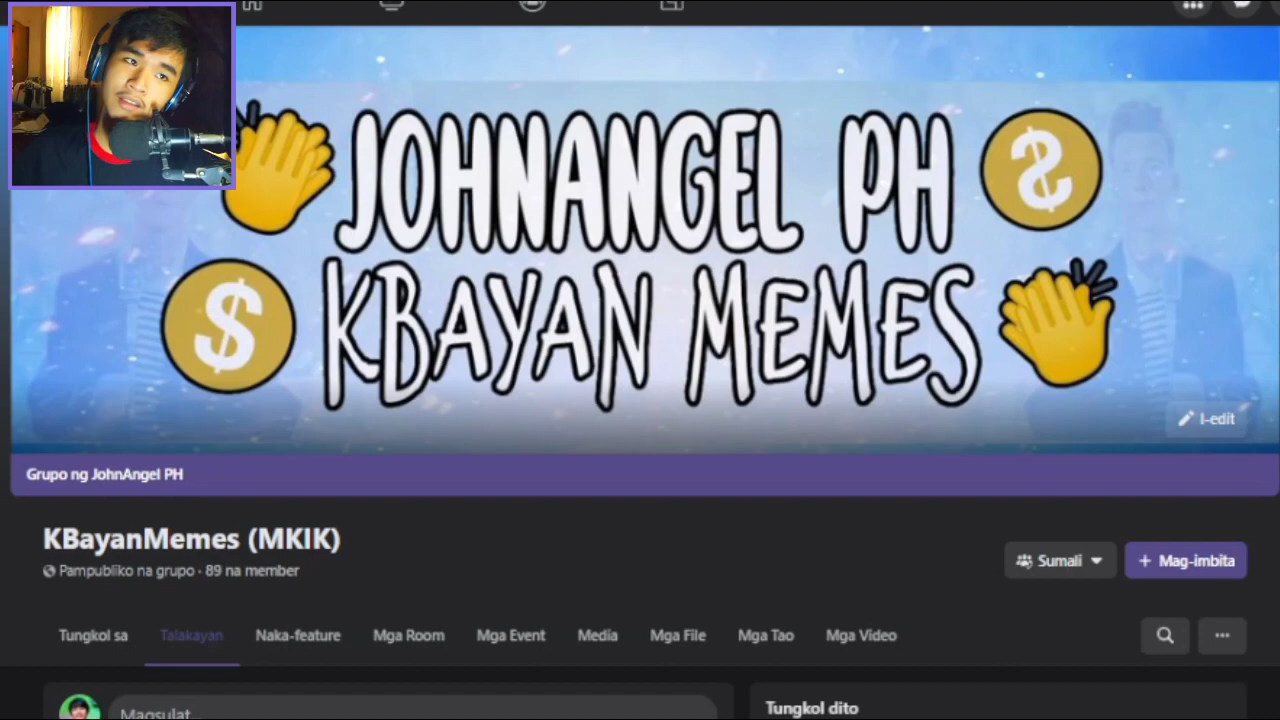 JOHNANGEL PH
KBAYAN MEMES
I-edit
Grupo ng JohnAngel PH
KBayanMemes (MKIK)
Pampubliko na grupo · 89 na member
Sumali
+ Mag-imbita
Tungkol sa
Talakayan
Naka-feature
Mga Room
Mga Event
Media
Mga File
Mga Tao
Mga Video
Magsulat...
Tungkol dito